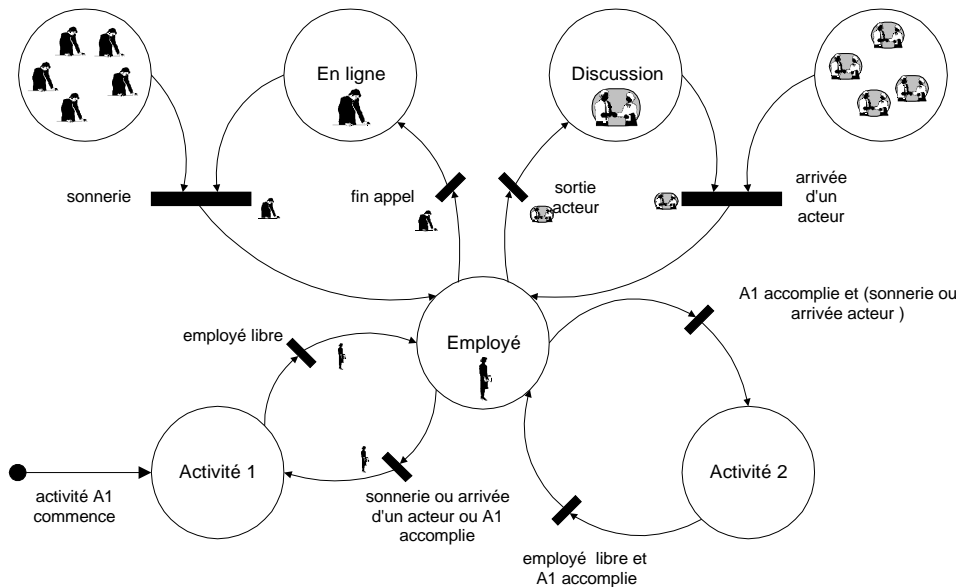 En ligne
Discussion
sonnerie
fin appel
sortie
acteur
arrivée
d'un
acteur
A1 accomplie et (sonnerie ou
arrivée acteur )
employé libre
Employé
Activité 1
Activité 2
activité A1
commence
sonnerie ou arrivée
d'un acteur ou A1
accomplie
employé libre et
A1 accomplie